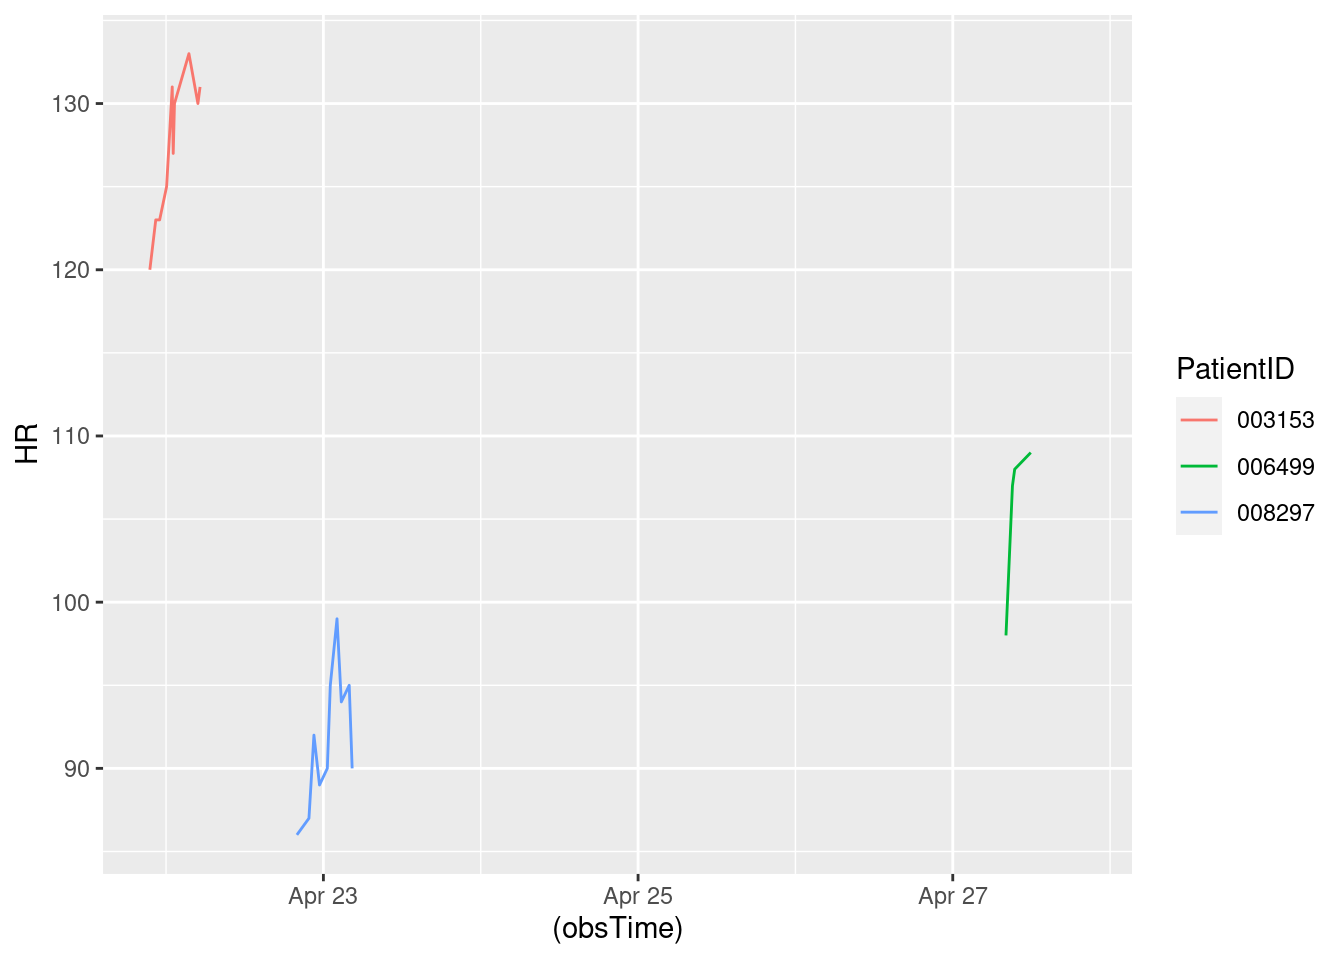 130
120
110
100
90
HR
Apr 23
Apr 25
Apr 27
(obsTime)
PatientID
003153
006499
008297